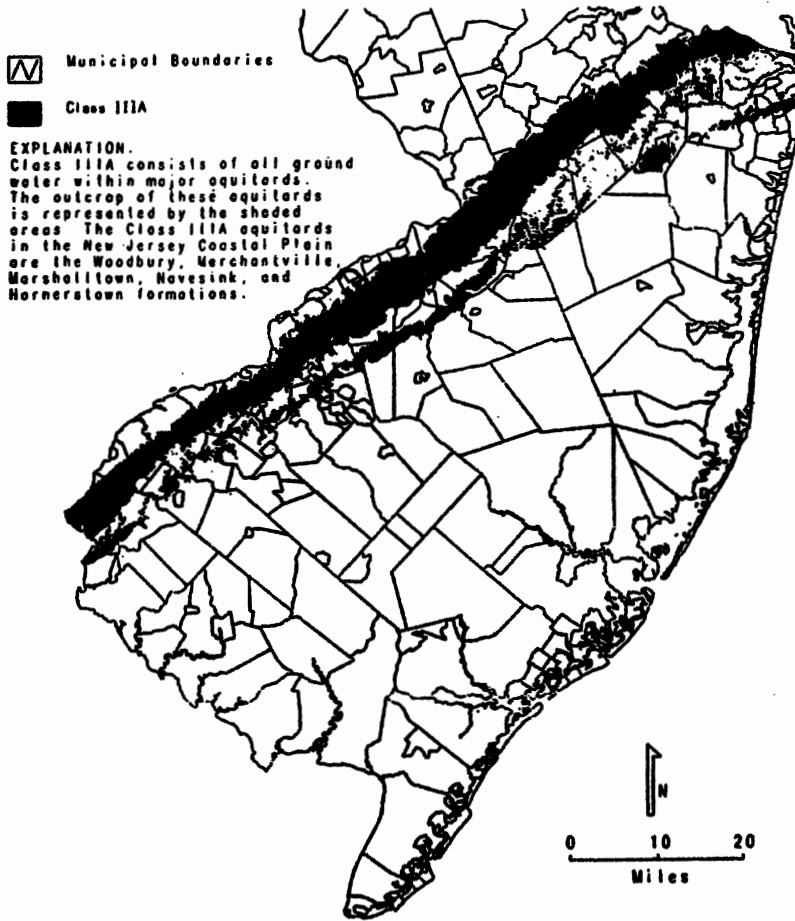 Municipal Boundaries
Class IIIA
EXPLANATION.
Class IIIA consists of all ground
water within major aquitards.
The outcrop of these aquitards
is represented by the shaded
areas The Class IIIA aquitards
in the New Jersey Coastal Plain
are the Woodbury, Merchantville,
Marshalltown, Navesink, and
Hornerstown formations.
N
0 10 20
Miles